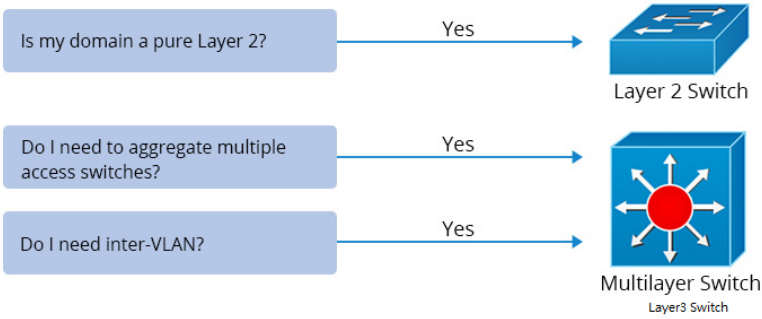 Is my domain a pure Layer 2?
Yes
Layer 2 Switch
Do I need to aggregate multiple
access switches?
Yes
Do I need inter-VLAN?
Yes
Multilayer Switch
Layer3 Switch